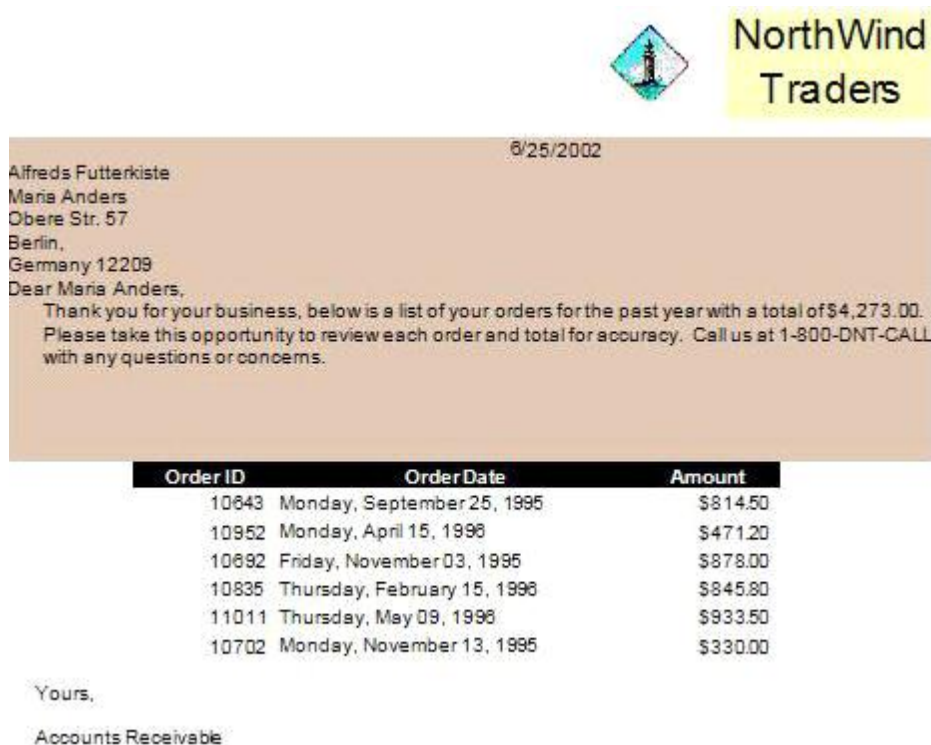 NorthWind
Traders
6/25/2002
Alfreds Futterkiste
Maria Anders
Obere Str. 57
Berlin,
Germany 12209
Dear Maria Anders,
Thank you for your business, below is a list of your orders for the past year with a total of $4,273.00.
Please take this opportunity to review each order and total for accuracy. Call us at 1-800-DNT-CALL
with any questions or concerns.
Order ID Order Date Amount
10643 Monday, September 25, 1995 $814.50
10952 Monday, April 15, 1996 $471.20
10692 Friday, November 03, 1995 $878.00
10835 Thursday, February 15, 1996 $845.80
11011 Thursday, May 09, 1996 $933.50
10702 Monday, November 13, 1995 $330.00
Yours,
Accounts Receivable